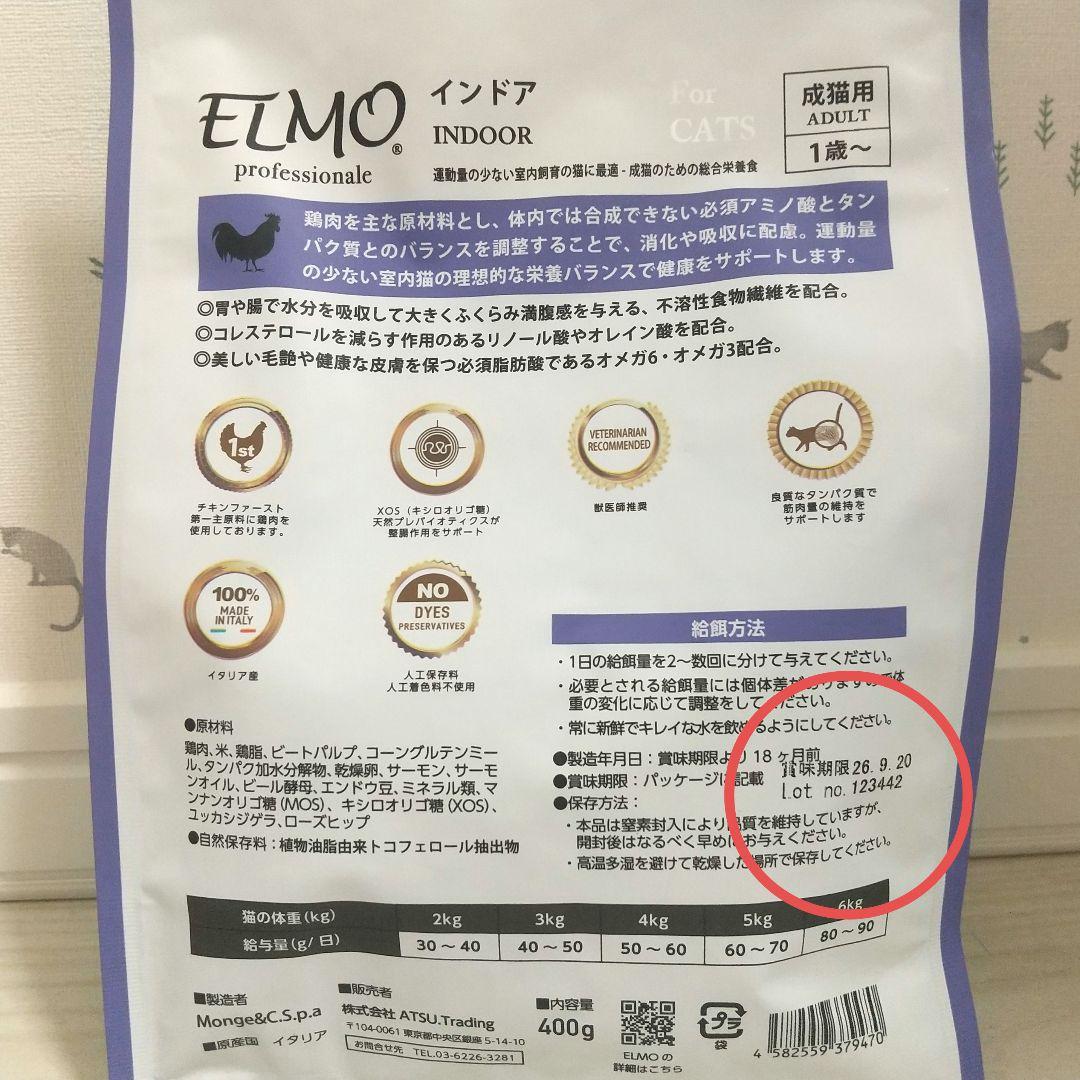 ELMO®
professionale
インドア
INDOOR
運動量の少ない室内飼育の猫に最適 - 成猫のための総合栄養食
For
CATS
成猫用
ADULT
1歳～
鶏肉を主な原材料とし、体内では合成できない必須アミノ酸とタン
パク質とのバランスを調整することで、消化や吸収に配慮。運動量
の少ない室内猫の理想的な栄養バランスで健康をサポートします。
◎胃や腸で水分を吸収して大きくふくらみ満腹感を与える、不溶性食物繊維を配合。
◎コレステロールを減らす作用のあるリノール酸やオレイン酸を配合。
◎美しい毛艶や健康な皮膚を保つ必須脂肪酸であるオメガ6・オメガ3配合。
1st
チキンファースト
第一主原料に鶏肉を
使用しております。
XOS（キシロオリゴ糖）
天然プレバイオティクスが
整腸作用をサポート
VETERINARIAN
RECOMMENDED
獣医師推奨
良質なタンパク質で
筋肉量の維持を
サポートします
100%
MADE
IN ITALY
イタリア産
NO
DYES
PRESERVATIVES
人工保存料
人工着色料不使用
●原材料
鶏肉、米、鶏脂、ビートパルプ、コーングルテンミー
ル、タンパク加水分解物、乾燥卵、サーモン、サーモ
ンオイル、ビール酵母、エンドウ豆、ミネラル類、マ
ンナンオリゴ糖（MOS）、キシロオリゴ糖（XOS）、
ユッカシジゲラ、ローズヒップ
●自然保存料：植物油脂由来トコフェロール抽出物
給餌方法
・1日の給餌量を2～数回に分けて与えてください。
・必要とされる給餌量には個体差がありますので体
重の変化に応じて調整をしてください。
・常に新鮮でキレイな水を飲めるようにしてください。
●製造年月日：賞味期限より18ヶ月前
●賞味期限：パッケージに記載
賞味期限26.9.20
Lot no.123442
●保存方法：
・本品は窒素封入により品質を維持していますが、
開封後はなるべく早めにお与えください。
・高温多湿を避けて乾燥した場所で保存してください。
猫の体重（kg） 2kg 3kg 4kg 5kg 6kg
給与量（g/日） 30～40 40～50 50～60 60～70 80～90
■製造者
Monge&C.S.p.a
■原産国 イタリア
■販売者
株式会社 ATSU.Trading
〒104-0061 東京都中央区銀座 5-14-10
お問合せ先 TEL.03-6226-3281
■内容量
400g
ELMOの
詳細はこちら
プラ
袋
4 582559 379470